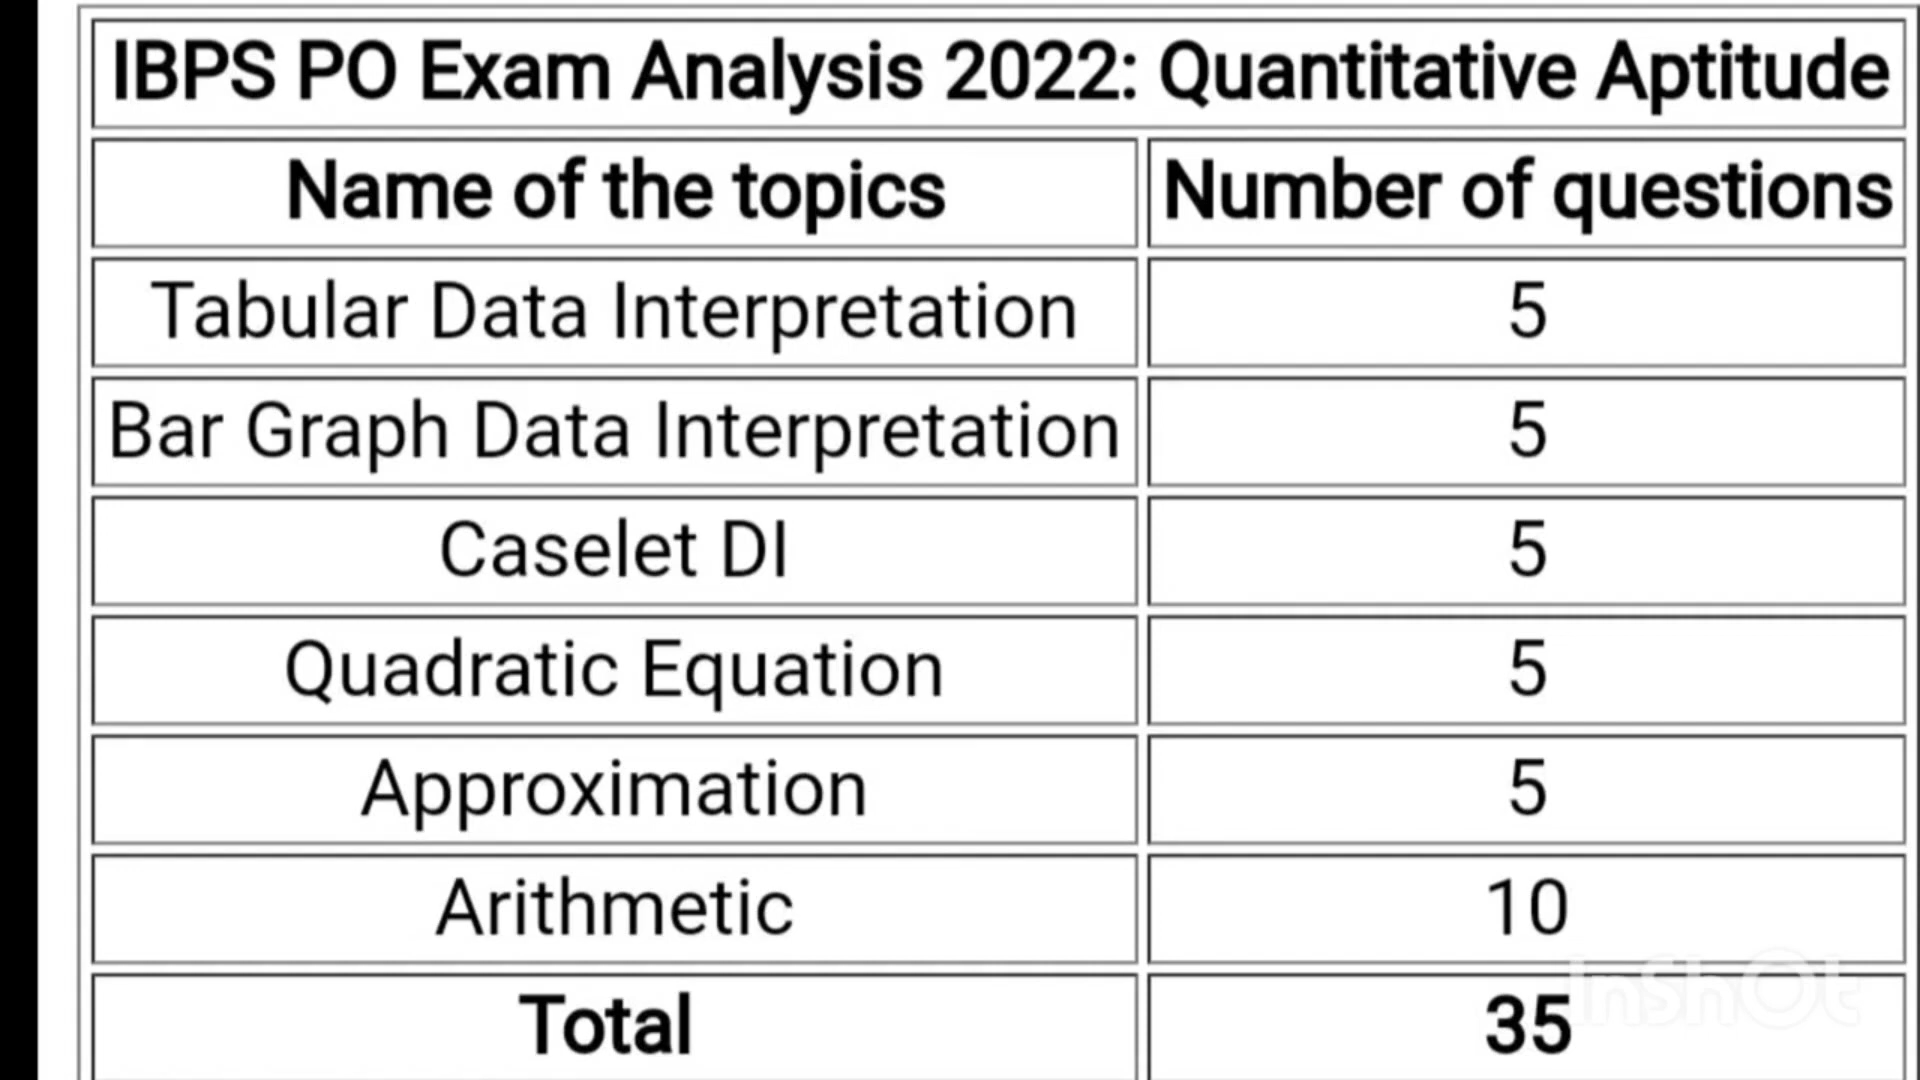 IBPS PO Exam Analysis 2022: Quantitative Aptitude
Name of the topics Number of questions
Tabular Data Interpretation 5
Bar Graph Data Interpretation 5
Caselet DI 5
Quadratic Equation 5
Approximation 5
Arithmetic 10
Total 35
InShOt